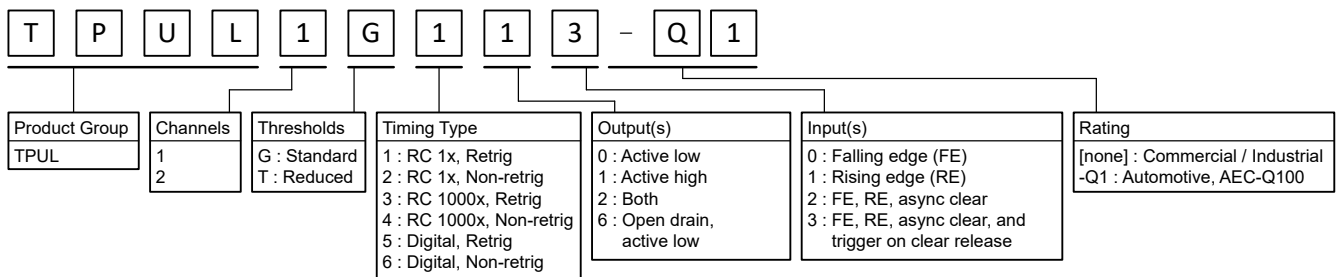 T P U L 1 G 1 1 3 – Q 1
Product Group
TPUL
Channels
1
2
Thresholds
G : Standard
T : Reduced
Timing Type
1 : RC 1x, Retrig
2 : RC 1x, Non-retrig
3 : RC 1000x, Retrig
4 : RC 1000x, Non-retrig
5 : Digital, Retrig
6 : Digital, Non-retrig
Output(s)
0 : Active low
1 : Active high
2 : Both
6 : Open drain,
active low
Input(s)
0 : Falling edge (FE)
1 : Rising edge (RE)
2 : FE, RE, async clear
3 : FE, RE, async clear, and
trigger on clear release
Rating
[none] : Commercial / Industrial
-Q1 : Automotive, AEC-Q100